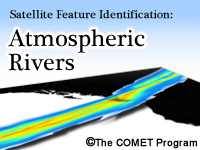 Satellite Feature Identification:
Atmospheric
Rivers
©The COMET Program